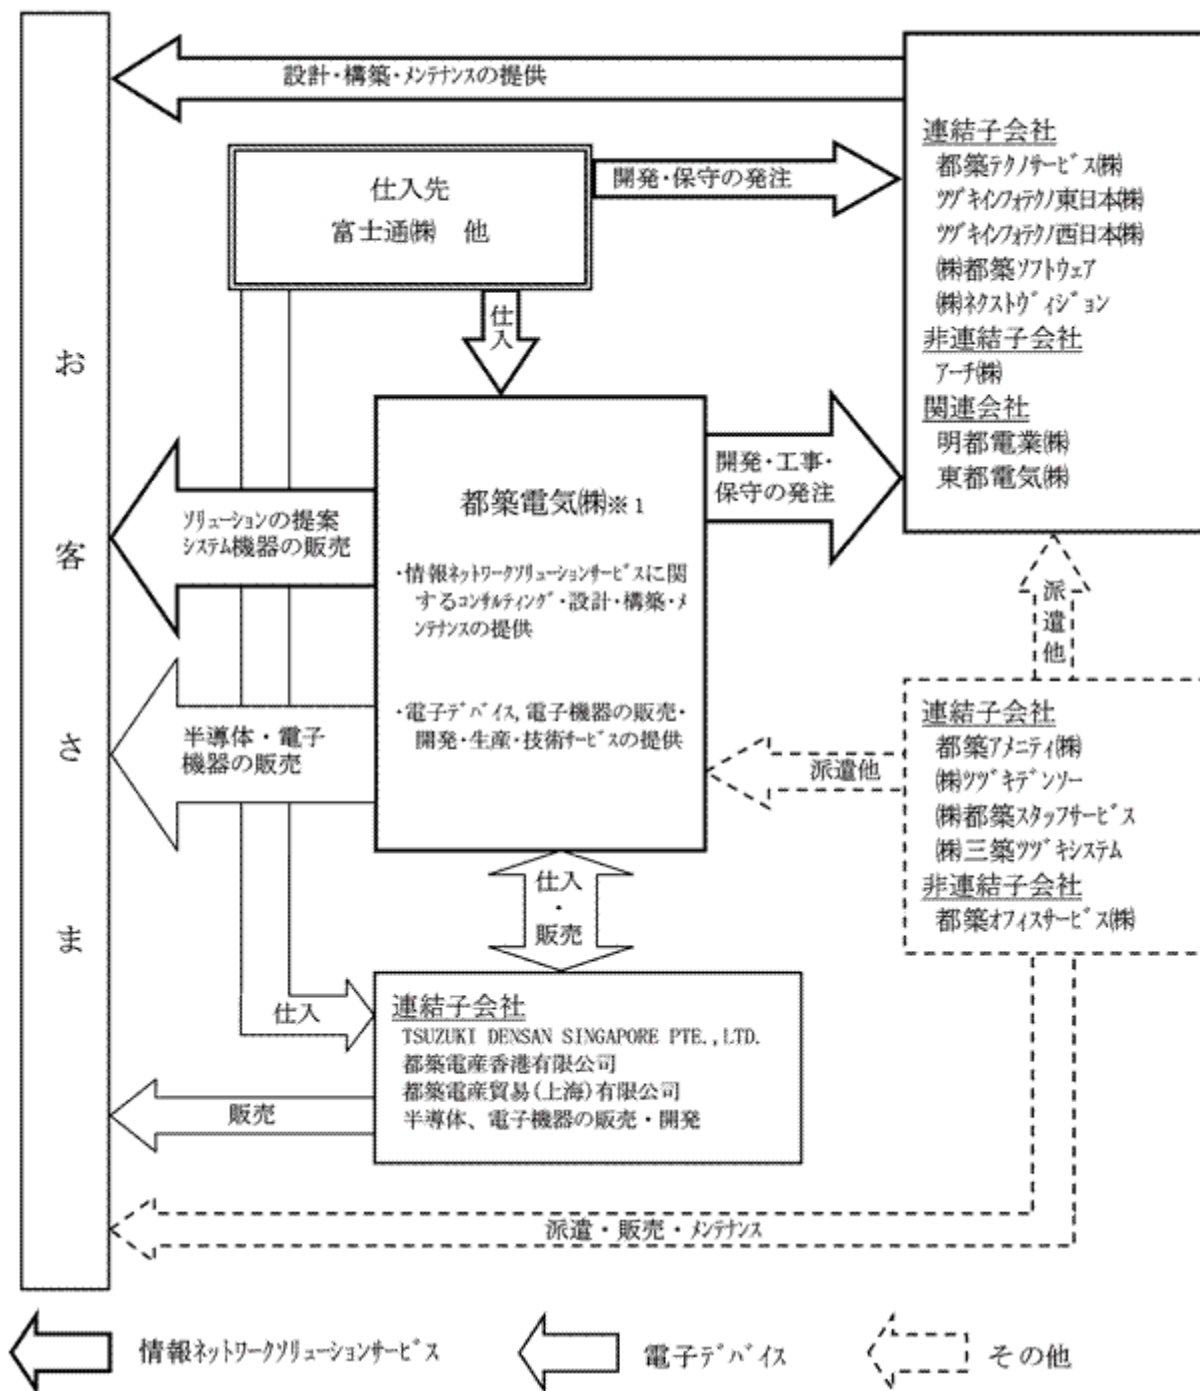 設計・構築・ﾒﾝﾃﾅﾝｽの提供
連結子会社
都築ﾃｸﾉｻｰﾋﾞｽ㈱
ﾂﾂﾞｷｲﾝﾌｫﾃｸﾉ東日本㈱
ﾂﾂﾞｷｲﾝﾌｫﾃｸﾉ西日本㈱
㈱都築ｿﾌﾄｳｪｱ
㈱ﾈｸｽﾄヴｨｼﾞｮﾝ
非連結子会社
ｱｰﾁ㈱
関連会社
明都電業㈱
東都電気㈱
仕入先
富士通㈱ 他
開発・保守の発注
仕入
お客さま
都築電気㈱※1
・情報ﾈｯﾄﾜｰｸｿﾘｭｰｼｮﾝｻｰﾋﾞｽに関
するｺﾝｻﾙﾃｨﾝｸﾞ・設計・構築・ﾒ
ﾝﾃﾅﾝｽの提供
・電子ﾃﾞﾊﾞｲｽ,電子機器の販売・
開発・生産・技術ｻｰﾋﾞｽの提供
開発・工事・
保守の発注
ｿﾘｭｰｼｮﾝの提案
ｼｽﾃﾑ機器の販売
半導体・電子
機器の販売
派遣他
派遣他
連結子会社
都築ｱﾒﾆﾃｨ㈱
㈱ﾂﾂﾞｷﾃﾞﾝｿｰ
㈱都築ｽﾀｯﾌｻｰﾋﾞｽ
㈱三築ﾂﾂﾞｷｼｽﾃﾑ
非連結子会社
都築ｵﾌｨｽｻｰﾋﾞｽ㈱
仕入
・
販売
仕入
連結子会社
TSUZUKI DENSAN SINGAPORE PTE.,LTD.
都築電産香港有限公司
都築電産貿易(上海)有限公司
半導体、電子機器の販売・開発
販売
派遣・販売・ﾒﾝﾃﾅﾝｽ
情報ﾈｯﾄﾜｰｸｿﾘｭｰｼｮﾝｻｰﾋﾞｽ
電子ﾃﾞﾊﾞｲｽ
その他